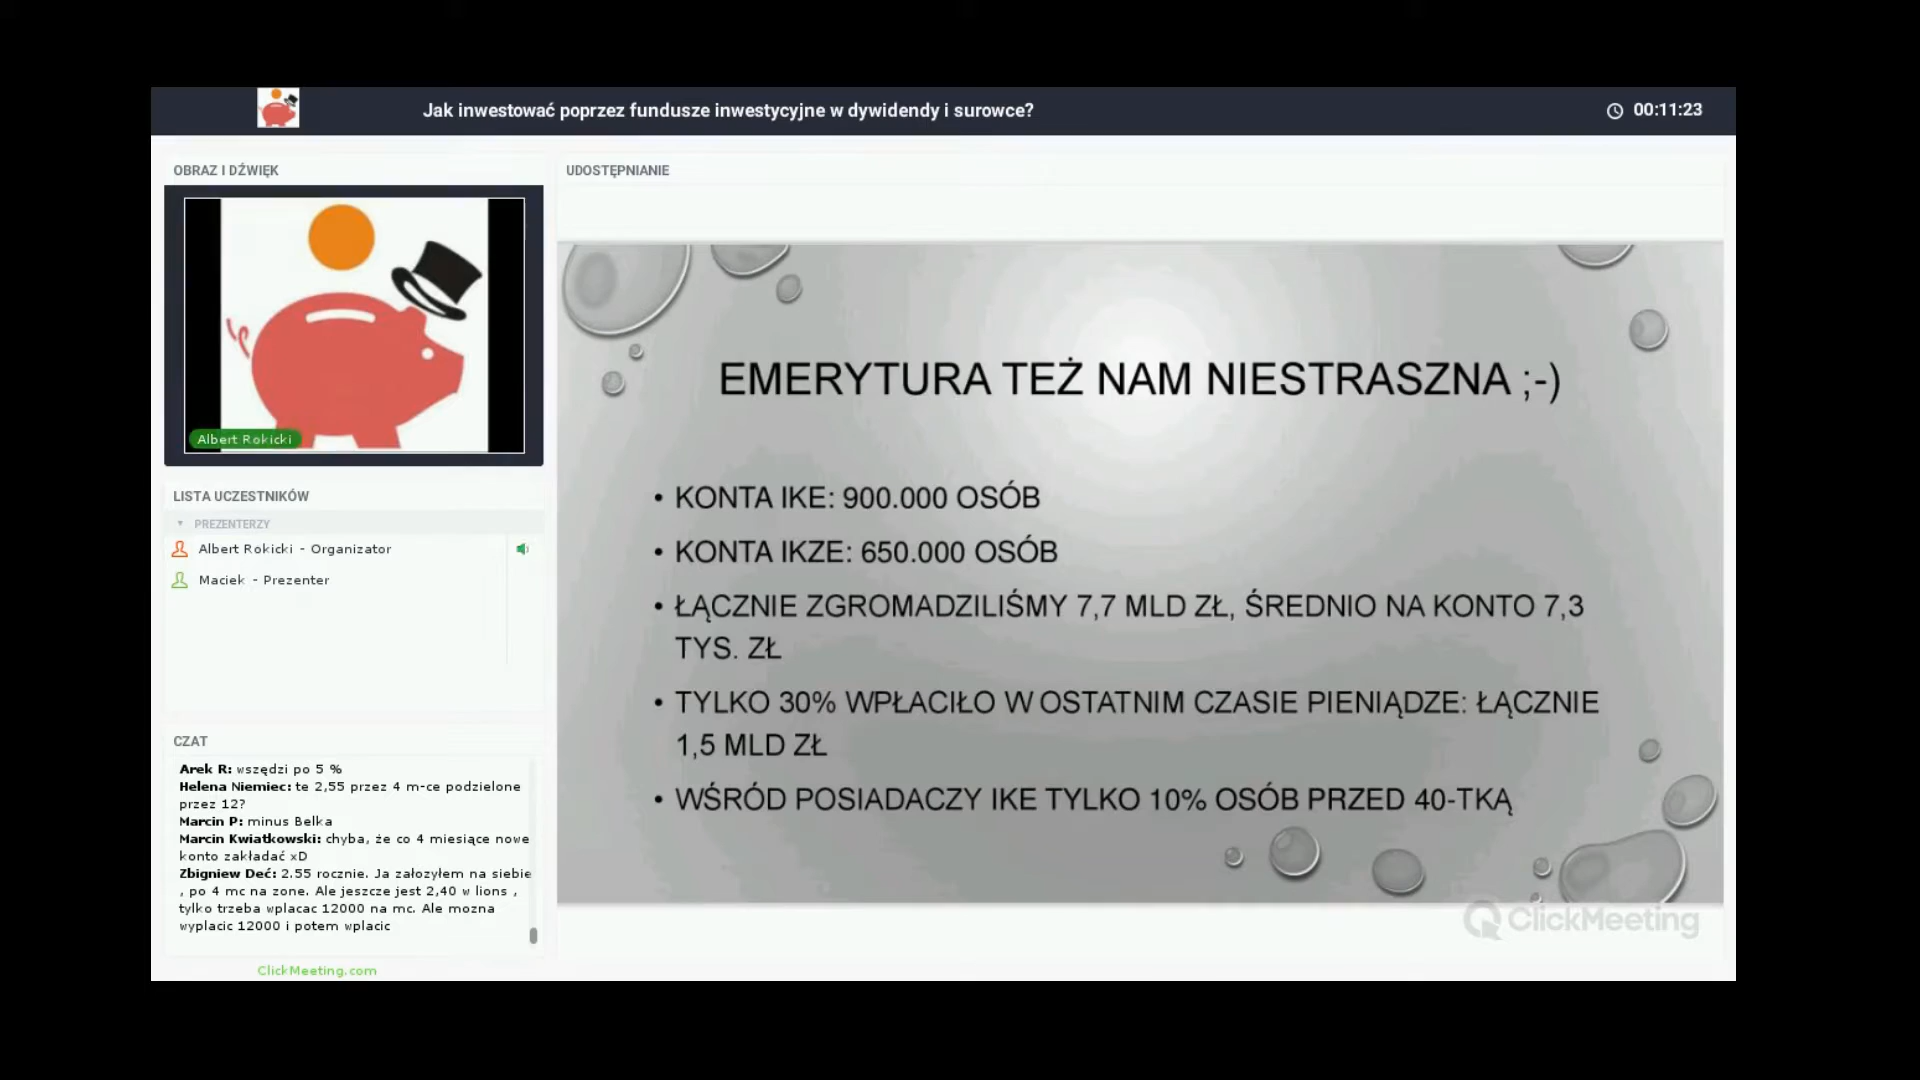 Jak inwestować poprzez fundusze inwestycyjne w dywidendy i surowce?
00:11:23
OBRAZ I DŹWIĘK
Albert Rokicki
LISTA UCZESTNIKÓW
PREZENTERZY
Albert Rokicki - Organizator
Maciek - Prezenter
CZAT
Arek R: wszędzi po 5 %
Helena Niemiec: te 2,55 przez 4 m-ce podzielone
przez 12?
Marcin P: minus Belka
Marcin Kwiatkowski: chyba, że co 4 miesiące nowe
konto zakładać xD
Zbigniew Deć: 2.55 rocznie. Ja załozyłem na siebie
, po 4 mc na zone. Ale jeszcze jest 2,40 w lions ,
tylko trzeba wplacac 12000 na mc. Ale mozna
wyplacic 12000 i potem wplacic
ClickMeeting.com
UDOSTĘPNIANIE
EMERYTURA TEŻ NAM NIESTRASZNA ;-)
• KONTA IKE: 900.000 OSÓB
• KONTA IKZE: 650.000 OSÓB
• ŁĄCZNIE ZGROMADZILIŚMY 7,7 MLD ZŁ, ŚREDNIO NA KONTO 7,3
TYS. ZŁ
• TYLKO 30% WPŁACIŁO W OSTATNIM CZASIE PIENIĄDZE: ŁĄCZNIE
1,5 MLD ZŁ
• WŚRÓD POSIADACZY IKE TYLKO 10% OSÓB PRZED 40-TKĄ
ClickMeeting